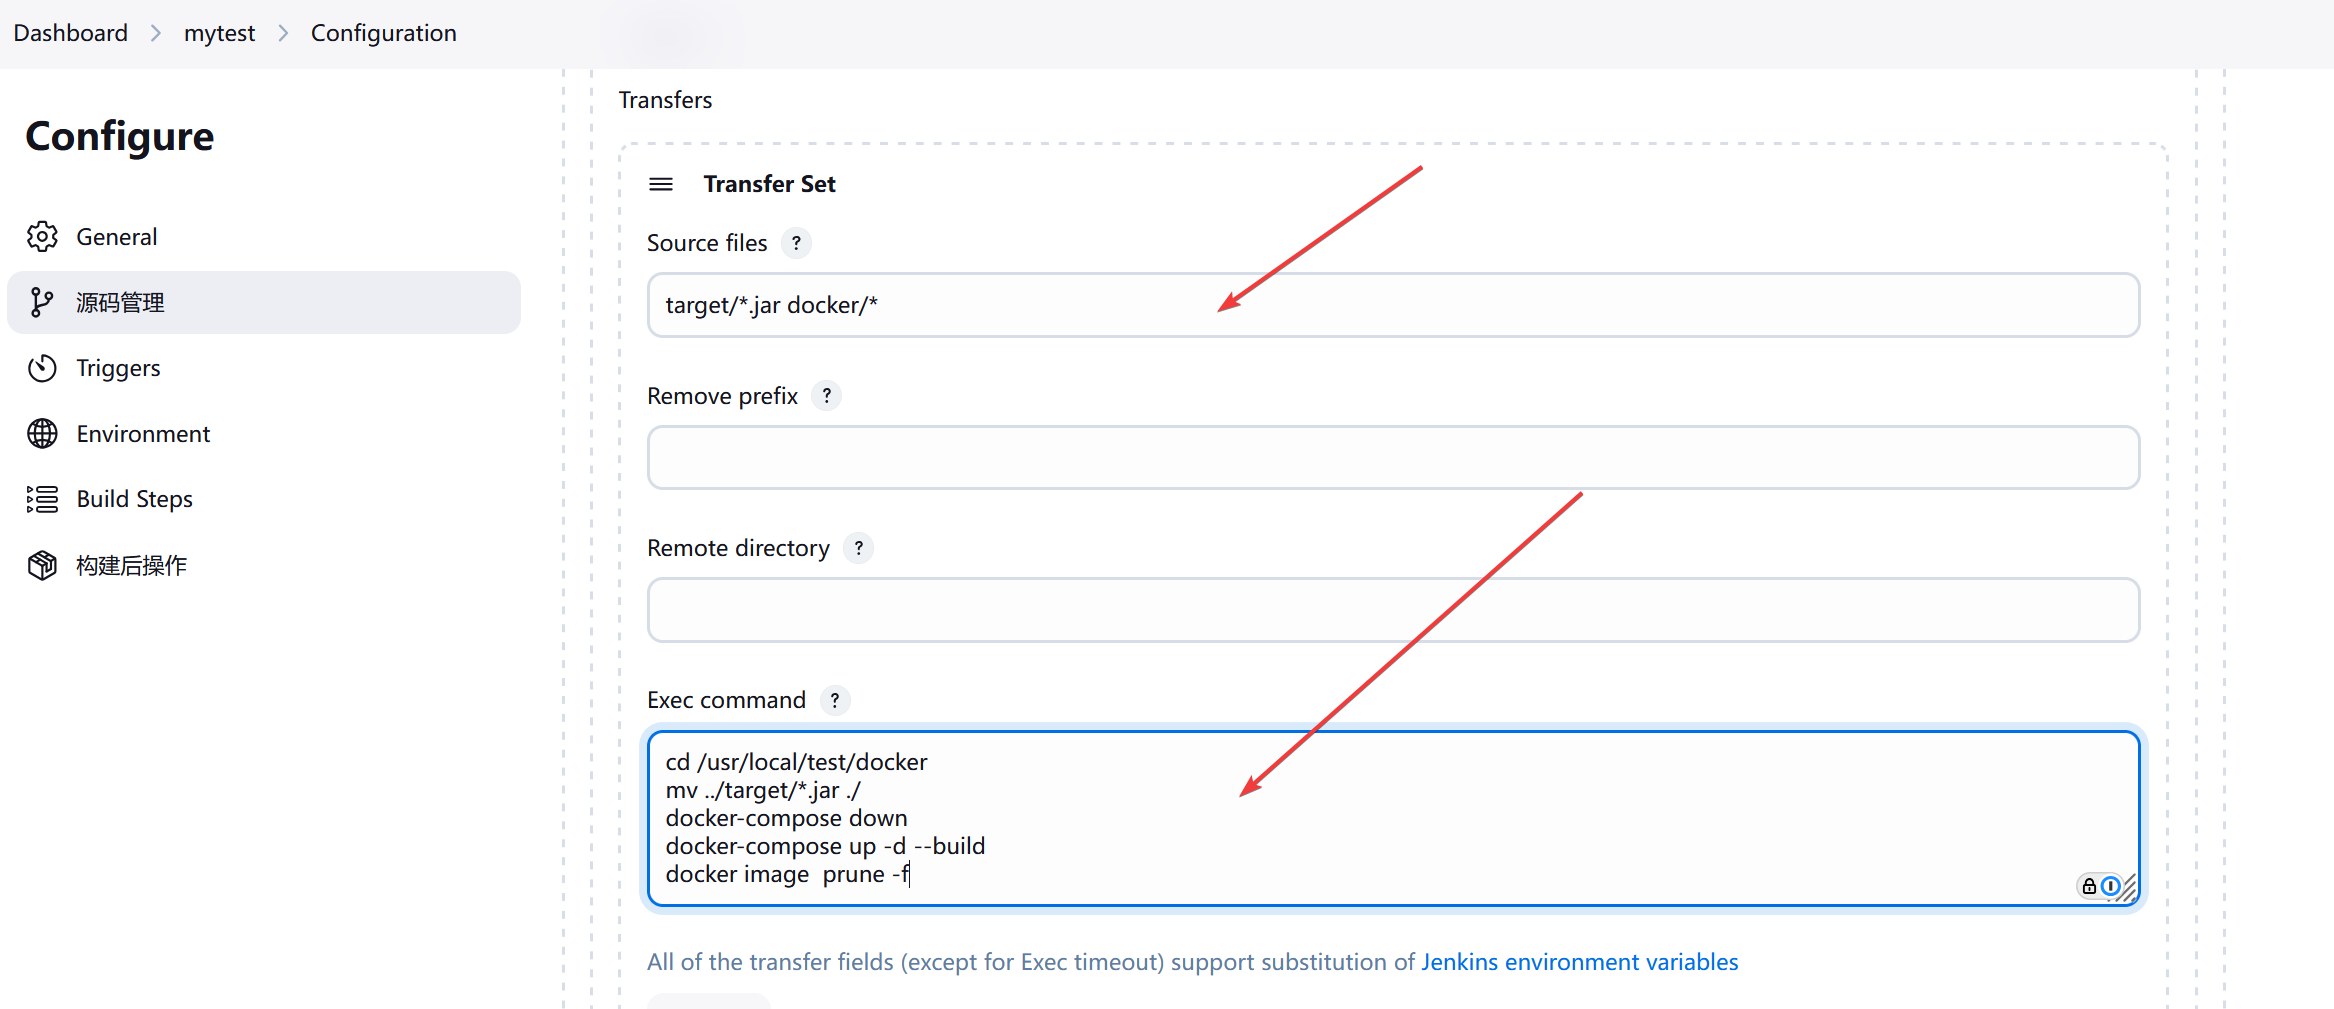 Dashboard > mytest > Configuration
Configure
General
源码管理
Triggers
Environment
Build Steps
构建后操作
Transfers
Transfer Set
Source files ?
target/*.jar docker/*
Remove prefix ?
Remote directory ?
Exec command ?
cd /usr/local/test/docker
mv ../target/*.jar ./
docker-compose down
docker-compose up -d --build
docker image  prune -f
All of the transfer fields (except for Exec timeout) support substitution of Jenkins environment variables